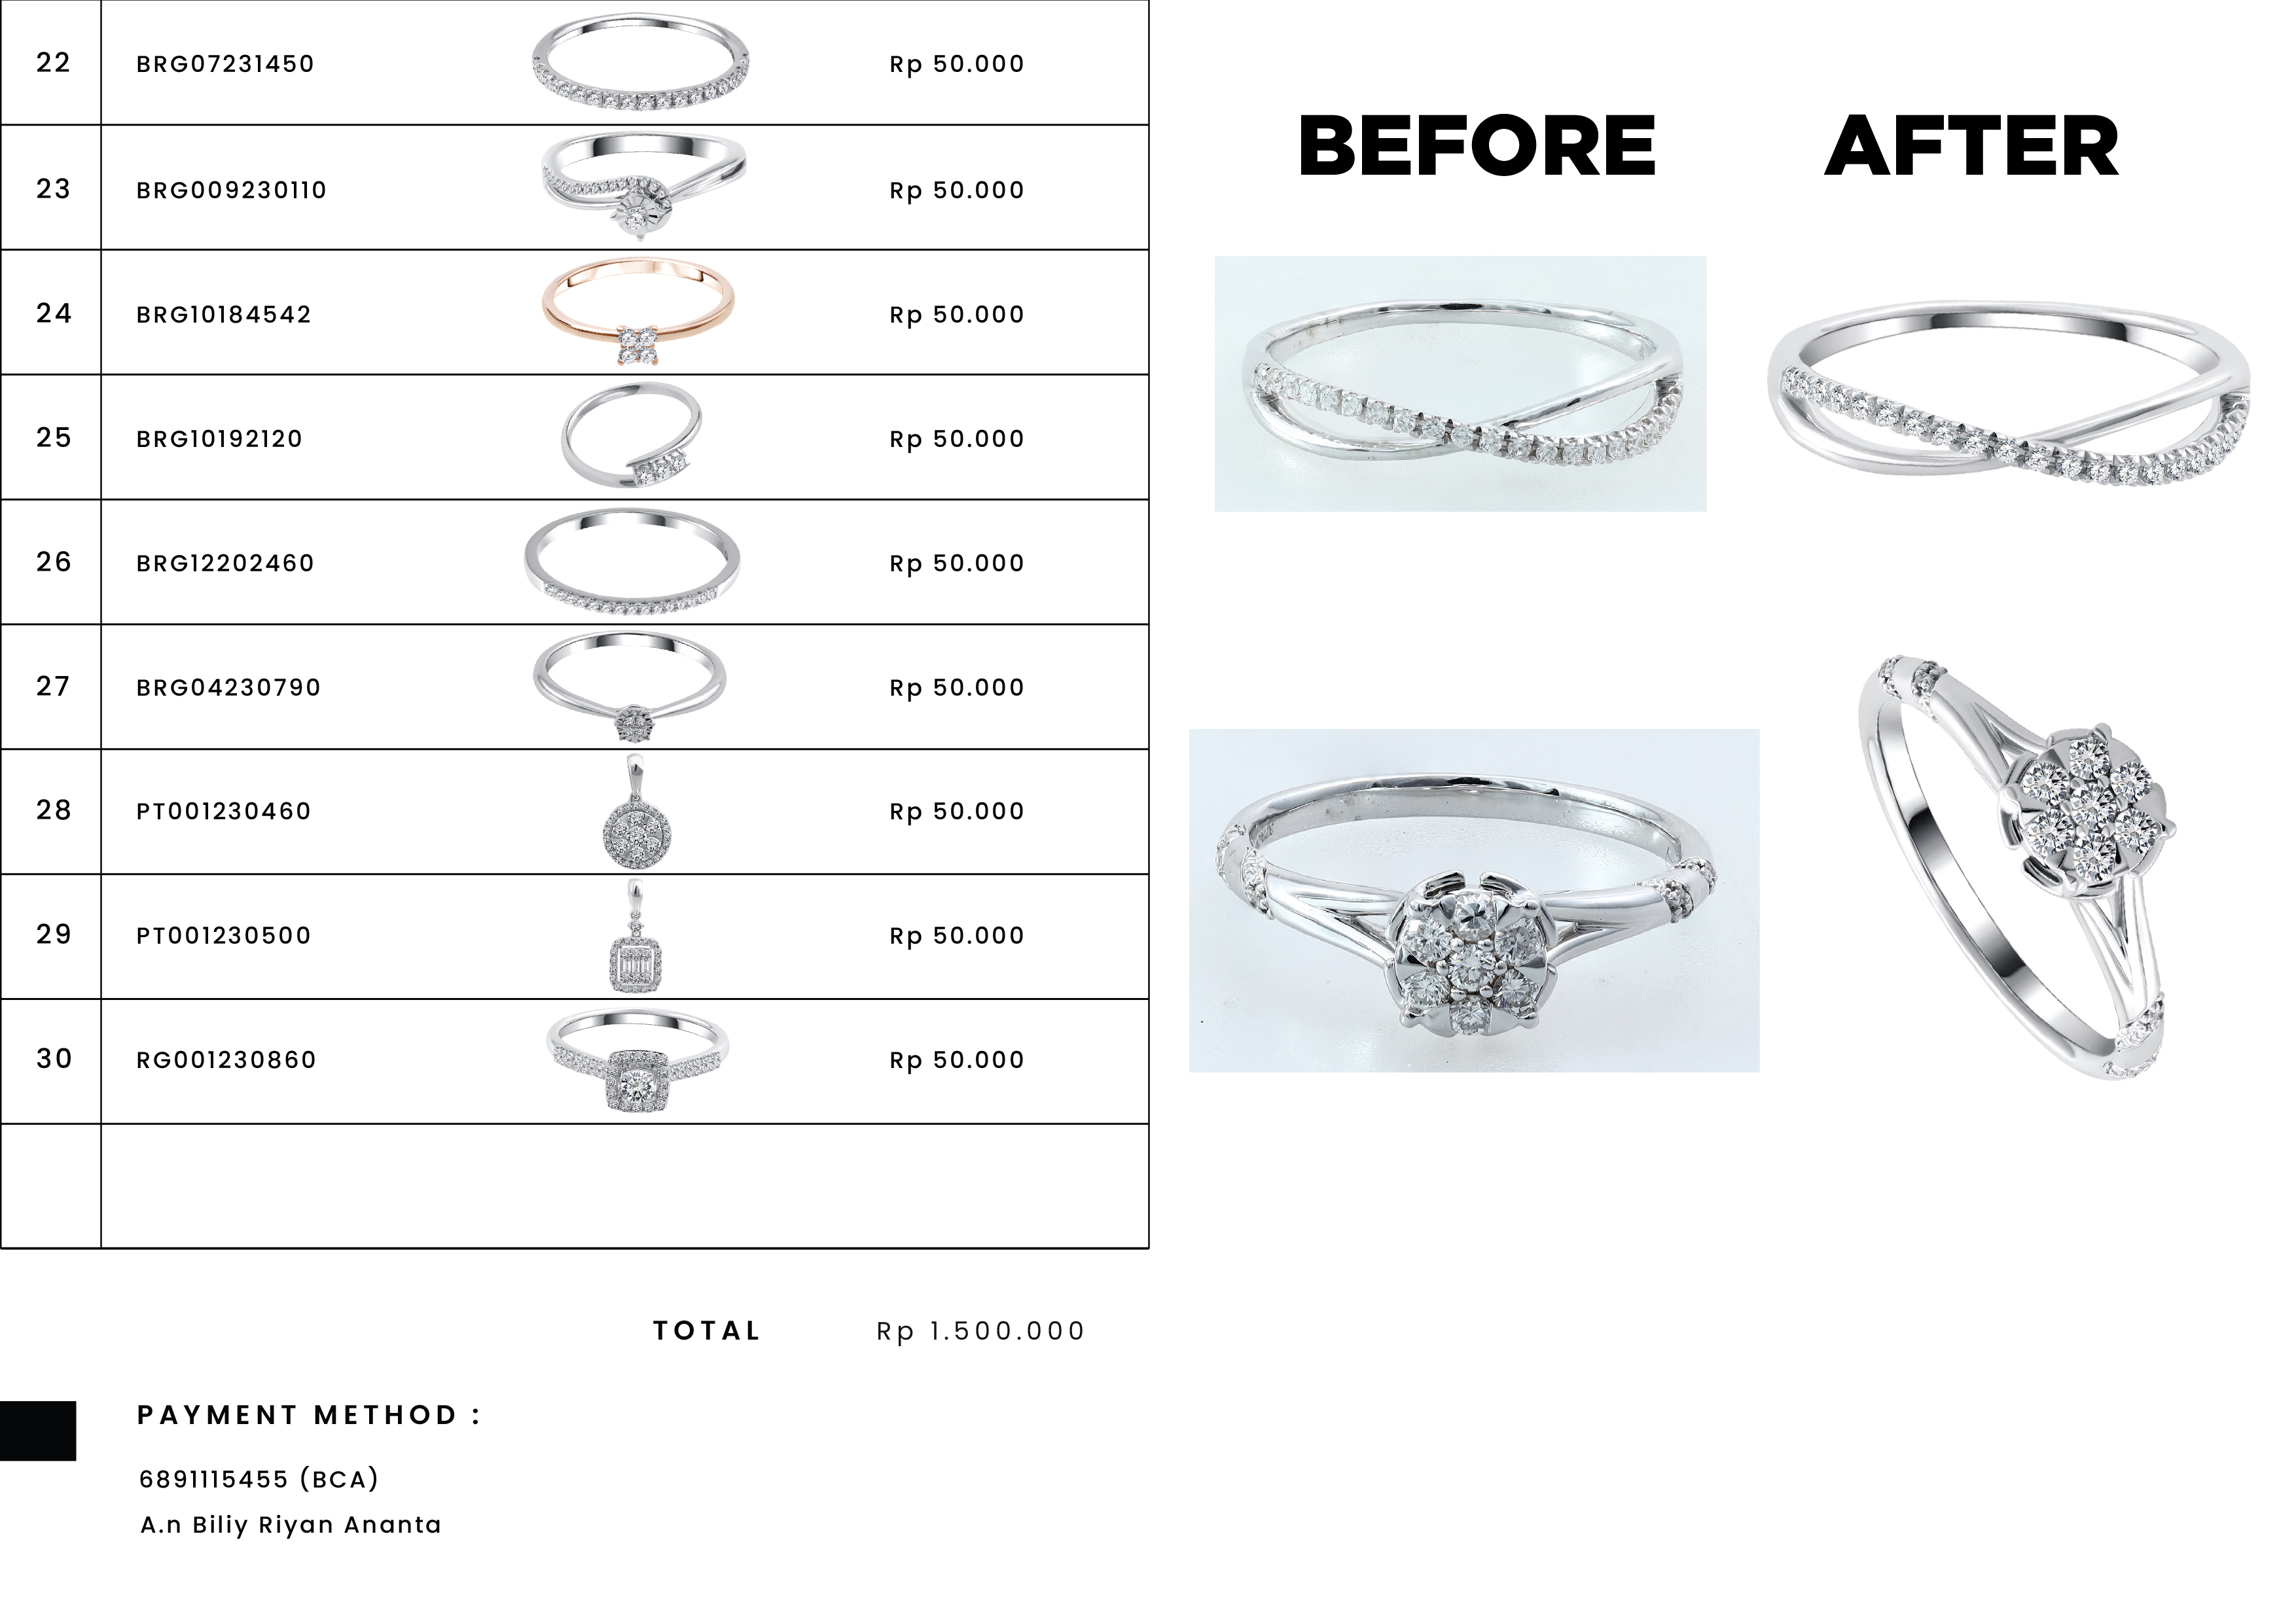 22 BRG07231450 Rp 50.000
23 BRG009230110 Rp 50.000
24 BRG10184542 Rp 50.000
25 BRG10192120 Rp 50.000
26 BRG12202460 Rp 50.000
27 BRG04230790 Rp 50.000
28 PT001230460 Rp 50.000
29 PT001230500 Rp 50.000
30 RG001230860 Rp 50.000
TOTAL Rp 1.500.000
PAYMENT METHOD :
6891115455 (BCA)
A.n Biliy Riyan Ananta
BEFORE AFTER